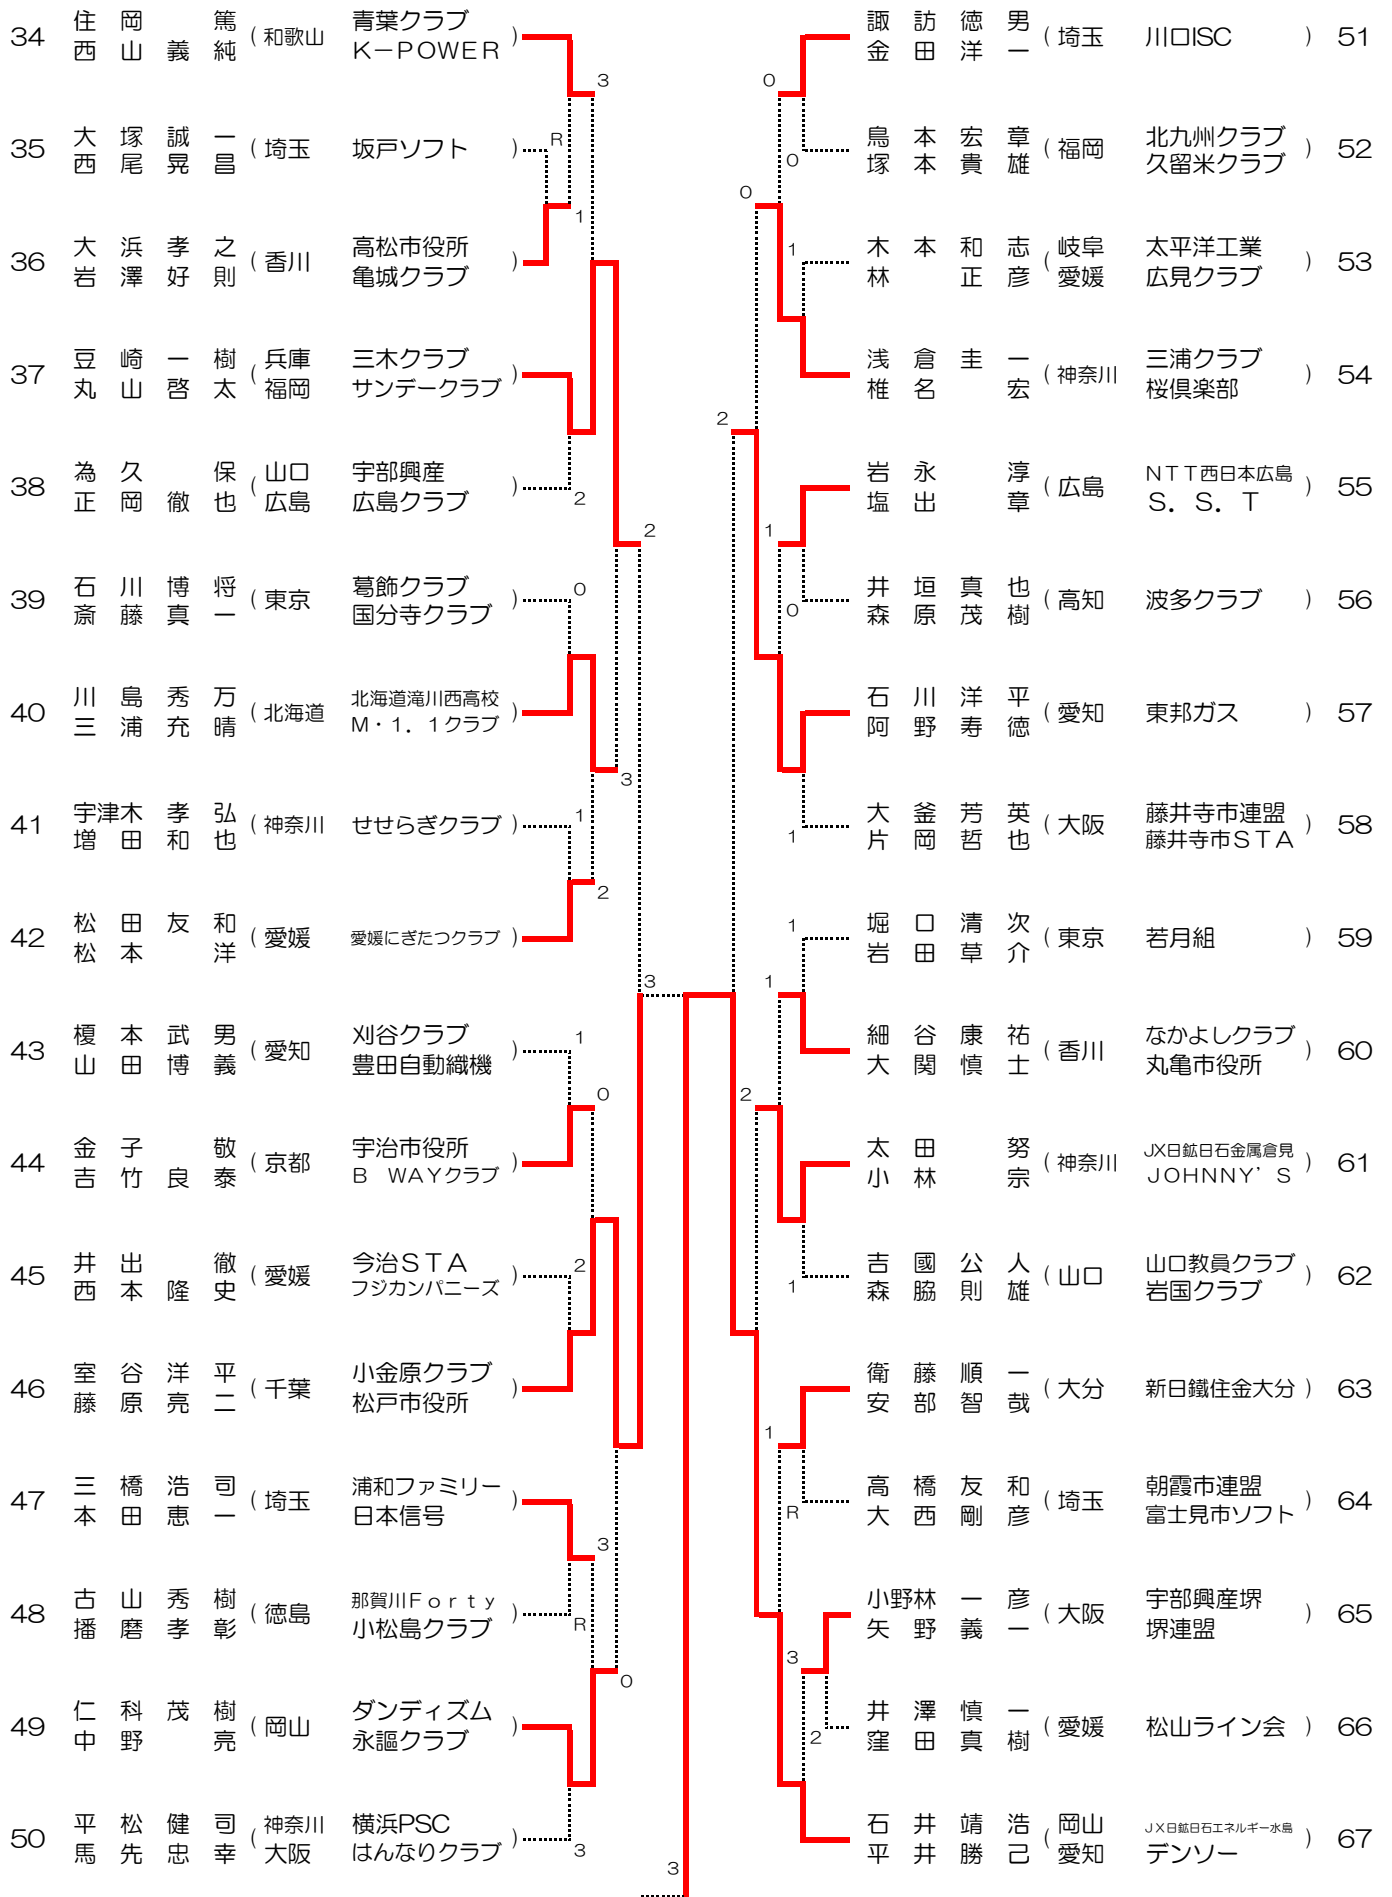 34 住岡篤 (和歌山 青葉クラブ)
西山義純 K−POWER
3
35 大塚誠一 (埼玉 坂戸ソフト)
西尾晃昌
R
1
36 大浜孝之 (香川 高松市役所)
岩澤好則 亀城クラブ
37 豆崎一樹 (兵庫 三木クラブ)
丸山啓太 福岡 サンデークラブ
38 為久保 (山口 宇部興産)
正岡徹也 広島 広島クラブ
2
2
39 石川博将 (東京 葛飾クラブ)
斎藤真一 国分寺クラブ
0
40 川島秀万 (北海道 北海道滝川西高校)
三浦充晴 M・1．1クラブ
3
41 宇津木孝弘 (神奈川 せせらぎクラブ)
増田和也
1
2
42 松田友和 (愛媛 愛媛にぎたつクラブ)
松本洋
3
43 榎本武男 (愛知 刈谷クラブ)
山田博義 豊田自動織機
1
0
44 金子敬 (京都 宇治市役所)
吉竹良泰 B WAYクラブ
45 井出徹 (愛媛 今治STA)
西本隆史 フジカンパニーズ
2
46 室谷洋平 (千葉 小金原クラブ)
藤原亮二 松戸市役所
47 三橋浩司 (埼玉 浦和ファミリー)
本田恵一 日本信号
3
48 古山秀樹 (徳島 那賀川Forty)
播磨孝彰 小松島クラブ
R
0
49 仁科茂樹 (岡山 ダンディズム)
中野亮 永謳クラブ
50 平松健司 (神奈川 横浜PSC)
馬先忠幸 大阪 はんなりクラブ
3
3
諏訪徳男 (埼玉 川口ISC) 51
金田洋一
0
鳥本宏章 (福岡 北九州クラブ) 52
塚本貴雄 久留米クラブ
0
0
木本和志 (岐阜 太平洋工業) 53
林正彦 愛媛 広見クラブ
1
浅倉圭一 (神奈川 三浦クラブ) 54
椎名宏 桜倶楽部
2
岩永淳 (広島 NTT西日本広島) 55
塩出章 S．S．T
1
井垣真也 (高知 波多クラブ) 56
森原茂樹
0
石川洋平 (愛知 東邦ガス) 57
阿野寿徳
大釜芳英 (大阪 藤井寺市連盟) 58
片岡哲也 藤井寺市STA
1
堀口清次 (東京 若月組) 59
岩田草介
1
1
細谷康祐 (香川 なかよしクラブ) 60
大関慎士 丸亀市役所
2
太田努 (神奈川 JX日鉱日石金属倉見) 61
小林宗 JOHNNY’S
吉國公人 (山口 山口教員クラブ) 62
森脇則雄 岩国クラブ
1
衛藤順一 (大分 新日鐵住金大分) 63
安部智哉
1
高橋友和 (埼玉 朝霞市連盟) 64
大西剛彦 富士見市ソフト
R
小野林一彦 (大阪 宇部興産堺) 65
矢野義一 堺連盟
3
井澤慎一 (愛媛 松山ライン会) 66
窪田真樹
2
石井靖浩 (岡山 JX日鉱日石エネルギー水島) 67
平井勝己 愛知 デンソー